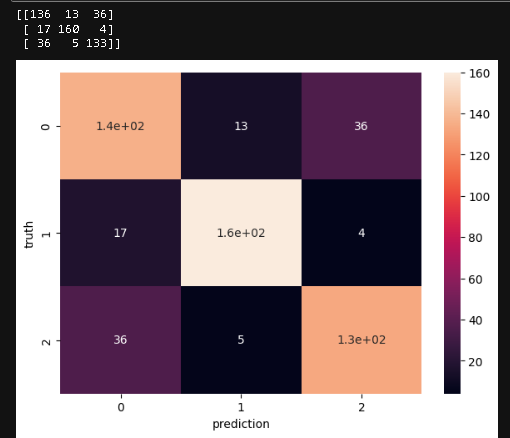 [[136  13  36]
 [ 17 160   4]
 [ 36   5 133]]
160
0 1.4e+02 13 36
140
120
truth 1 17 1.6e+02 4
100
80
60
2 36 5 1.3e+02
40
20
0 1 2
prediction